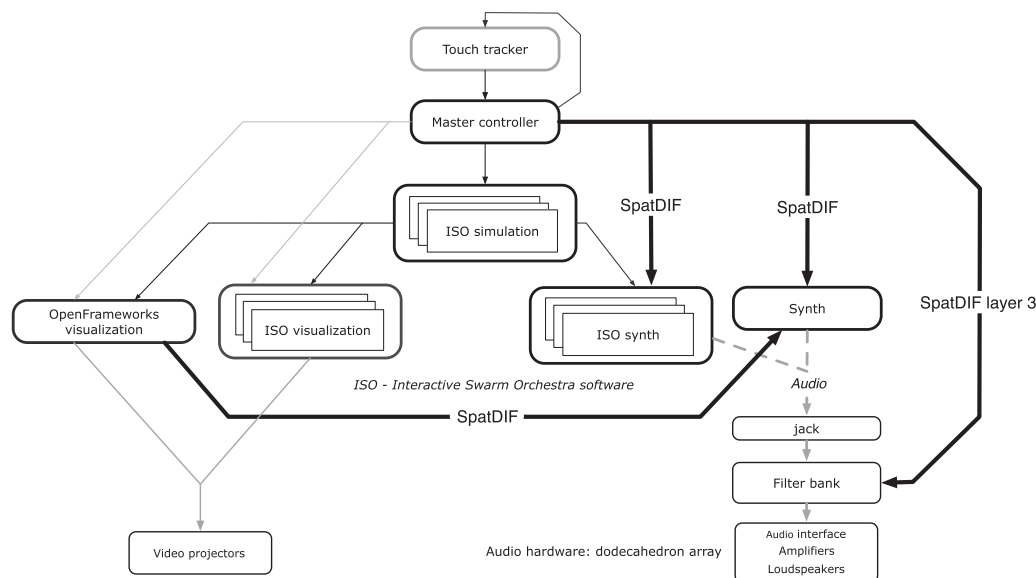 Touch tracker
Master controller
SpatDIF
SpatDIF
ISO simulation
SpatDIF layer 3
OpenFrameworks
visualization
ISO visualization
ISO synth
Synth
ISO - Interactive Swarm Orchestra software
Audio
SpatDIF
jack
Filter bank
Video projectors
Audio hardware: dodecahedron array
Audio interface
Amplifiers
Loudspeakers